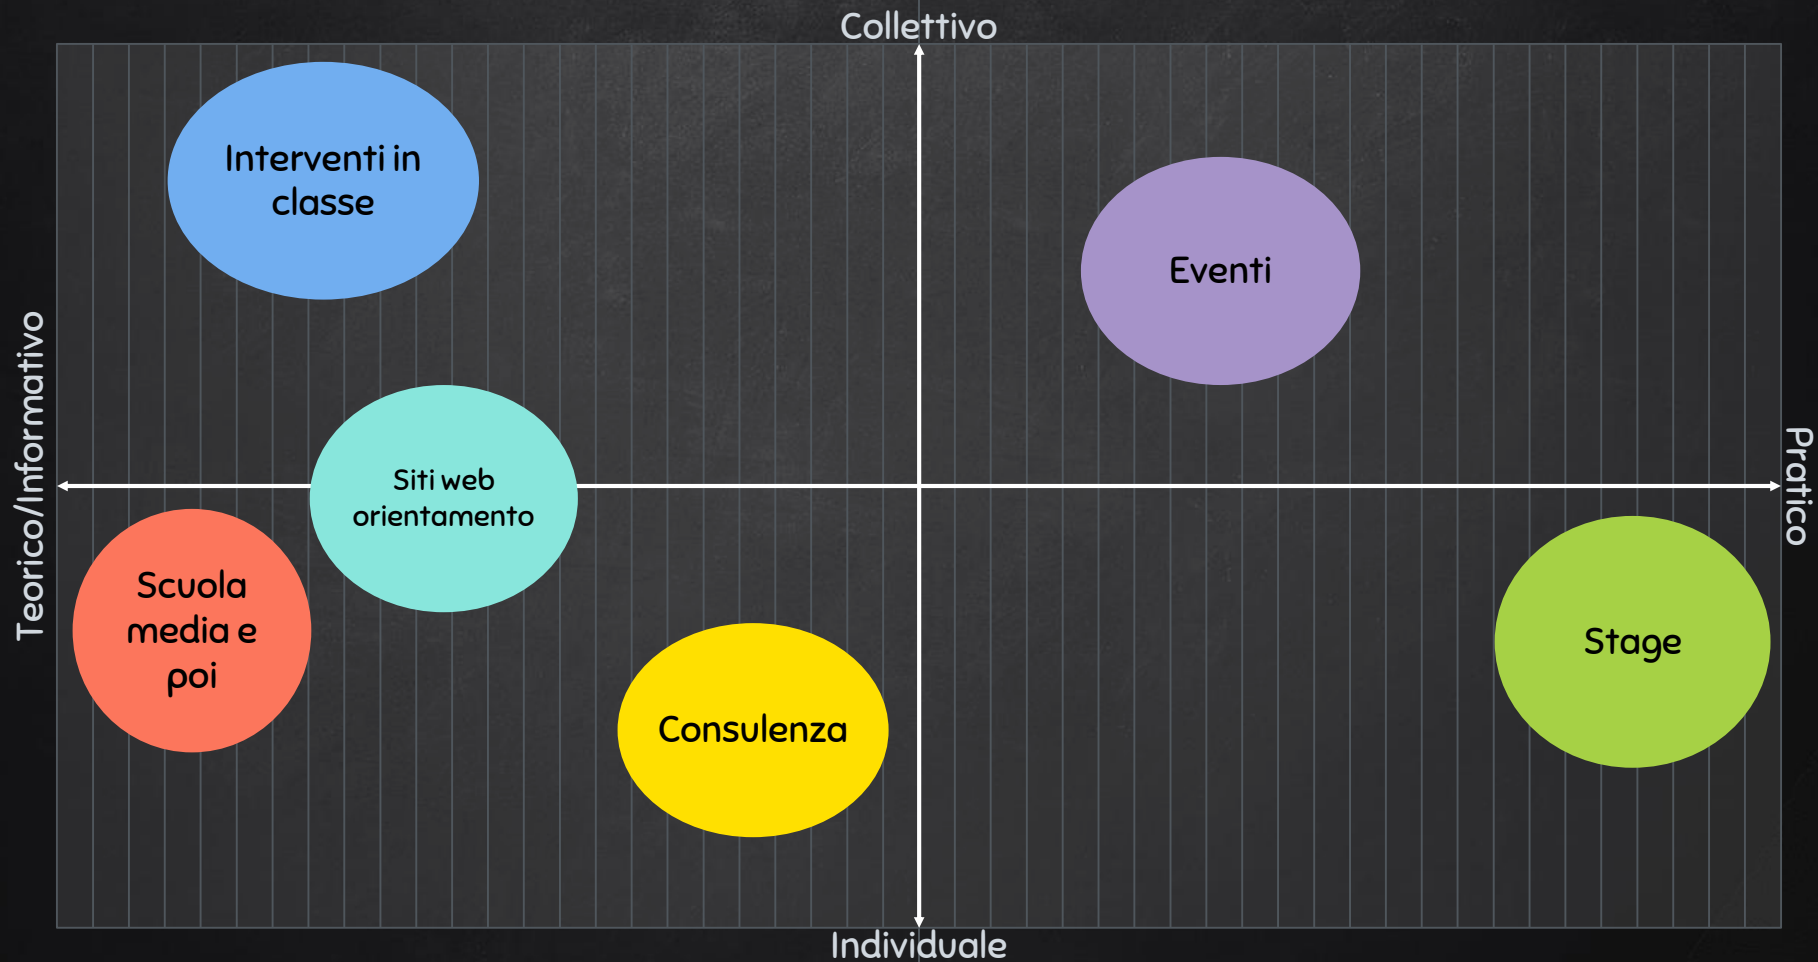 Collettivo
Interventi in
classe
Eventi
Teorico/Informativo
Siti web
orientamento
Pratico
Scuola
media e
poi
Stage
Consulenza
Individuale